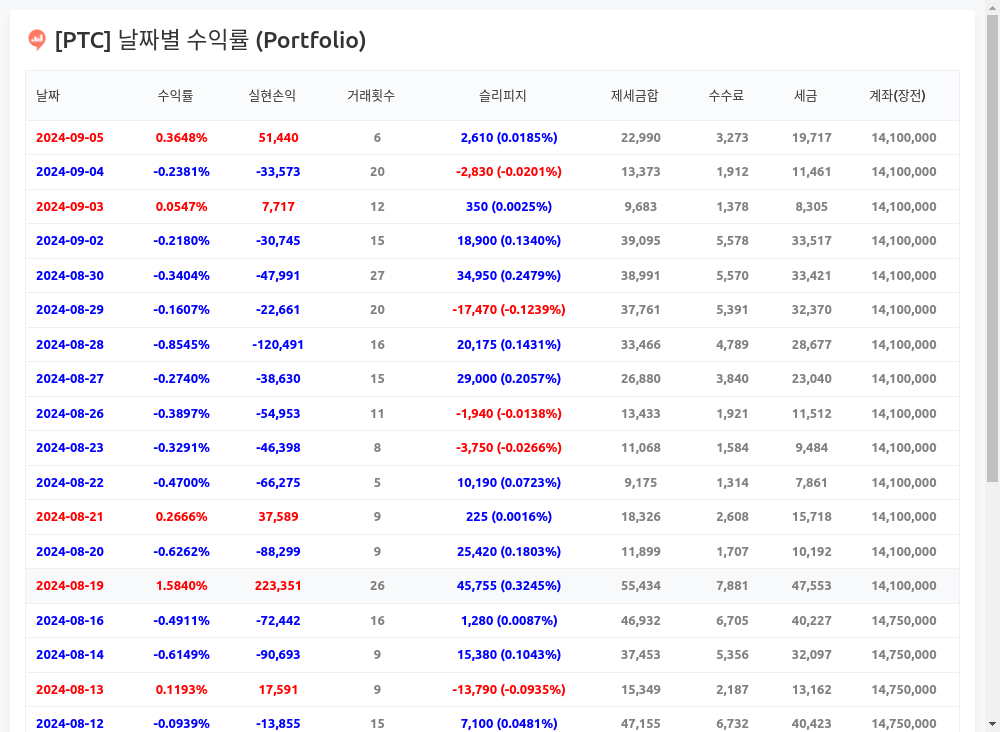 [PTC] 날짜별 수익률 (Portfolio)
날짜 수익률 실현손익 거래횟수 슬리피지 제세금합 수수료 세금 계좌(장전)
2024-09-05 0.3648% 51,440 6 2,610 (0.0185%) 22,990 3,273 19,717 14,100,000
2024-09-04 -0.2381% -33,573 20 -2,830 (-0.0201%) 13,373 1,912 11,461 14,100,000
2024-09-03 0.0547% 7,717 12 350 (0.0025%) 9,683 1,378 8,305 14,100,000
2024-09-02 -0.2180% -30,745 15 18,900 (0.1340%) 39,095 5,578 33,517 14,100,000
2024-08-30 -0.3404% -47,991 27 34,950 (0.2479%) 38,991 5,570 33,421 14,100,000
2024-08-29 -0.1607% -22,661 20 -17,470 (-0.1239%) 37,761 5,391 32,370 14,100,000
2024-08-28 -0.8545% -120,491 16 20,175 (0.1431%) 33,466 4,789 28,677 14,100,000
2024-08-27 -0.2740% -38,630 15 29,000 (0.2057%) 26,880 3,840 23,040 14,100,000
2024-08-26 -0.3897% -54,953 11 -1,940 (-0.0138%) 13,433 1,921 11,512 14,100,000
2024-08-23 -0.3291% -46,398 8 -3,750 (-0.0266%) 11,068 1,584 9,484 14,100,000
2024-08-22 -0.4700% -66,275 5 10,190 (0.0723%) 9,175 1,314 7,861 14,100,000
2024-08-21 0.2666% 37,589 9 225 (0.0016%) 18,326 2,608 15,718 14,100,000
2024-08-20 -0.6262% -88,299 9 25,420 (0.1803%) 11,899 1,707 10,192 14,100,000
2024-08-19 1.5840% 223,351 26 45,755 (0.3245%) 55,434 7,881 47,553 14,100,000
2024-08-16 -0.4911% -72,442 16 1,280 (0.0087%) 46,932 6,705 40,227 14,750,000
2024-08-14 -0.6149% -90,693 9 15,380 (0.1043%) 37,453 5,356 32,097 14,750,000
2024-08-13 0.1193% 17,591 9 -13,790 (-0.0935%) 15,349 2,187 13,162 14,750,000
2024-08-12 -0.0939% -13,855 15 7,100 (0.0481%) 47,155 6,732 40,423 14,750,000